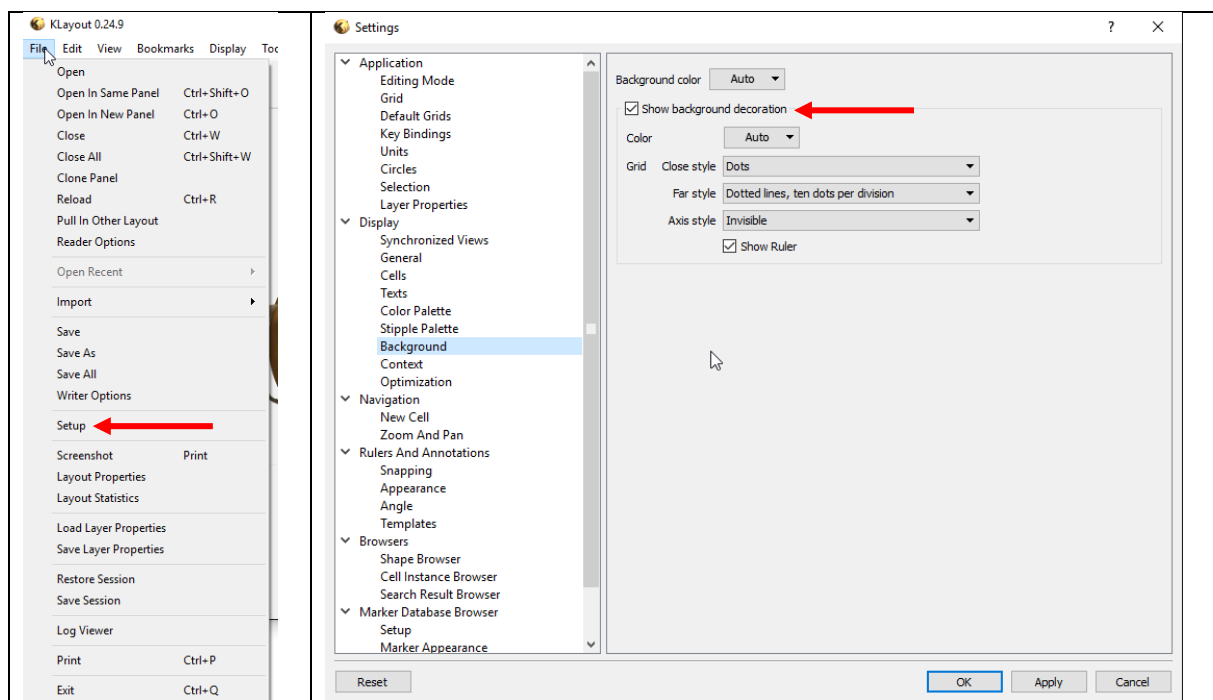 KLayout 0.24.9
File Edit View Bookmarks Display
Open
Open In Same Panel Ctrl+Shift+O
Open In New Panel Ctrl+O
Close Ctrl+W
Close All Ctrl+Shift+W
Clone Panel
Reload Ctrl+R
Pull In Other Layout
Reader Options
Open Recent
Import
Save
Save As
Save All
Writer Options
Setup
Screenshot Print
Layout Properties
Layout Statistics
Load Layer Properties
Save Layer Properties
Restore Session
Save Session
Log Viewer
Print Ctrl+P
Exit Ctrl+Q
Settings ?
Application
Editing Mode
Grid
Default Grids
Key Bindings
Units
Circles
Selection
Layer Properties
Display
Synchronized Views
General
Cells
Texts
Color Palette
Stipple Palette
Background
Context
Optimization
Navigation
New Cell
Zoom And Pan
Rulers And Annotations
Snapping
Appearance
Angle
Templates
Browsers
Shape Browser
Cell Instance Browser
Search Result Browser
Marker Database Browser
Setup
Marker Appearance
Background color Auto
Show background decoration
Color Auto
Grid Close style Dots
Far style Dotted lines, ten dots per division
Axis style Invisible
Show Ruler
Reset OK Apply Cancel